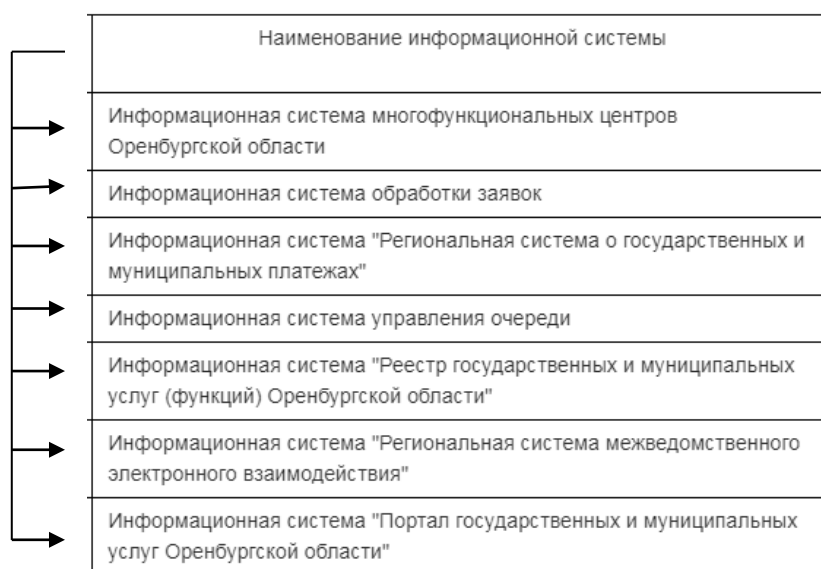 Наименование информационной системы
Информационная система многофункциональных центров
Оренбургской области
Информационная система обработки заявок
Информационная система "Региональная система о государственных и
муниципальных платежах"
Информационная система управления очереди
Информационная система "Реестр государственных и муниципальных
услуг (функций) Оренбургской области"
Информационная система "Региональная система межведомственного
электронного взаимодействия"
Информационная система "Портал государственных и муниципальных
услуг Оренбургской области"